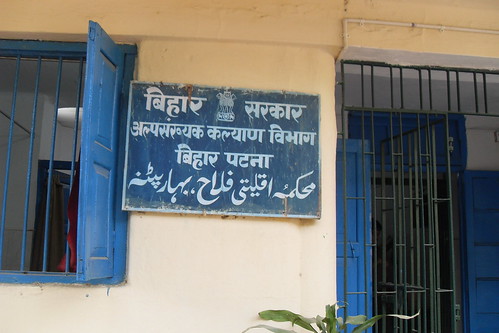 बिहार सरकार
अल्पसंख्यक कल्याण विभाग
बिहार पटना
محکمہ اقلیتی فلاح، بہار پٹنہ